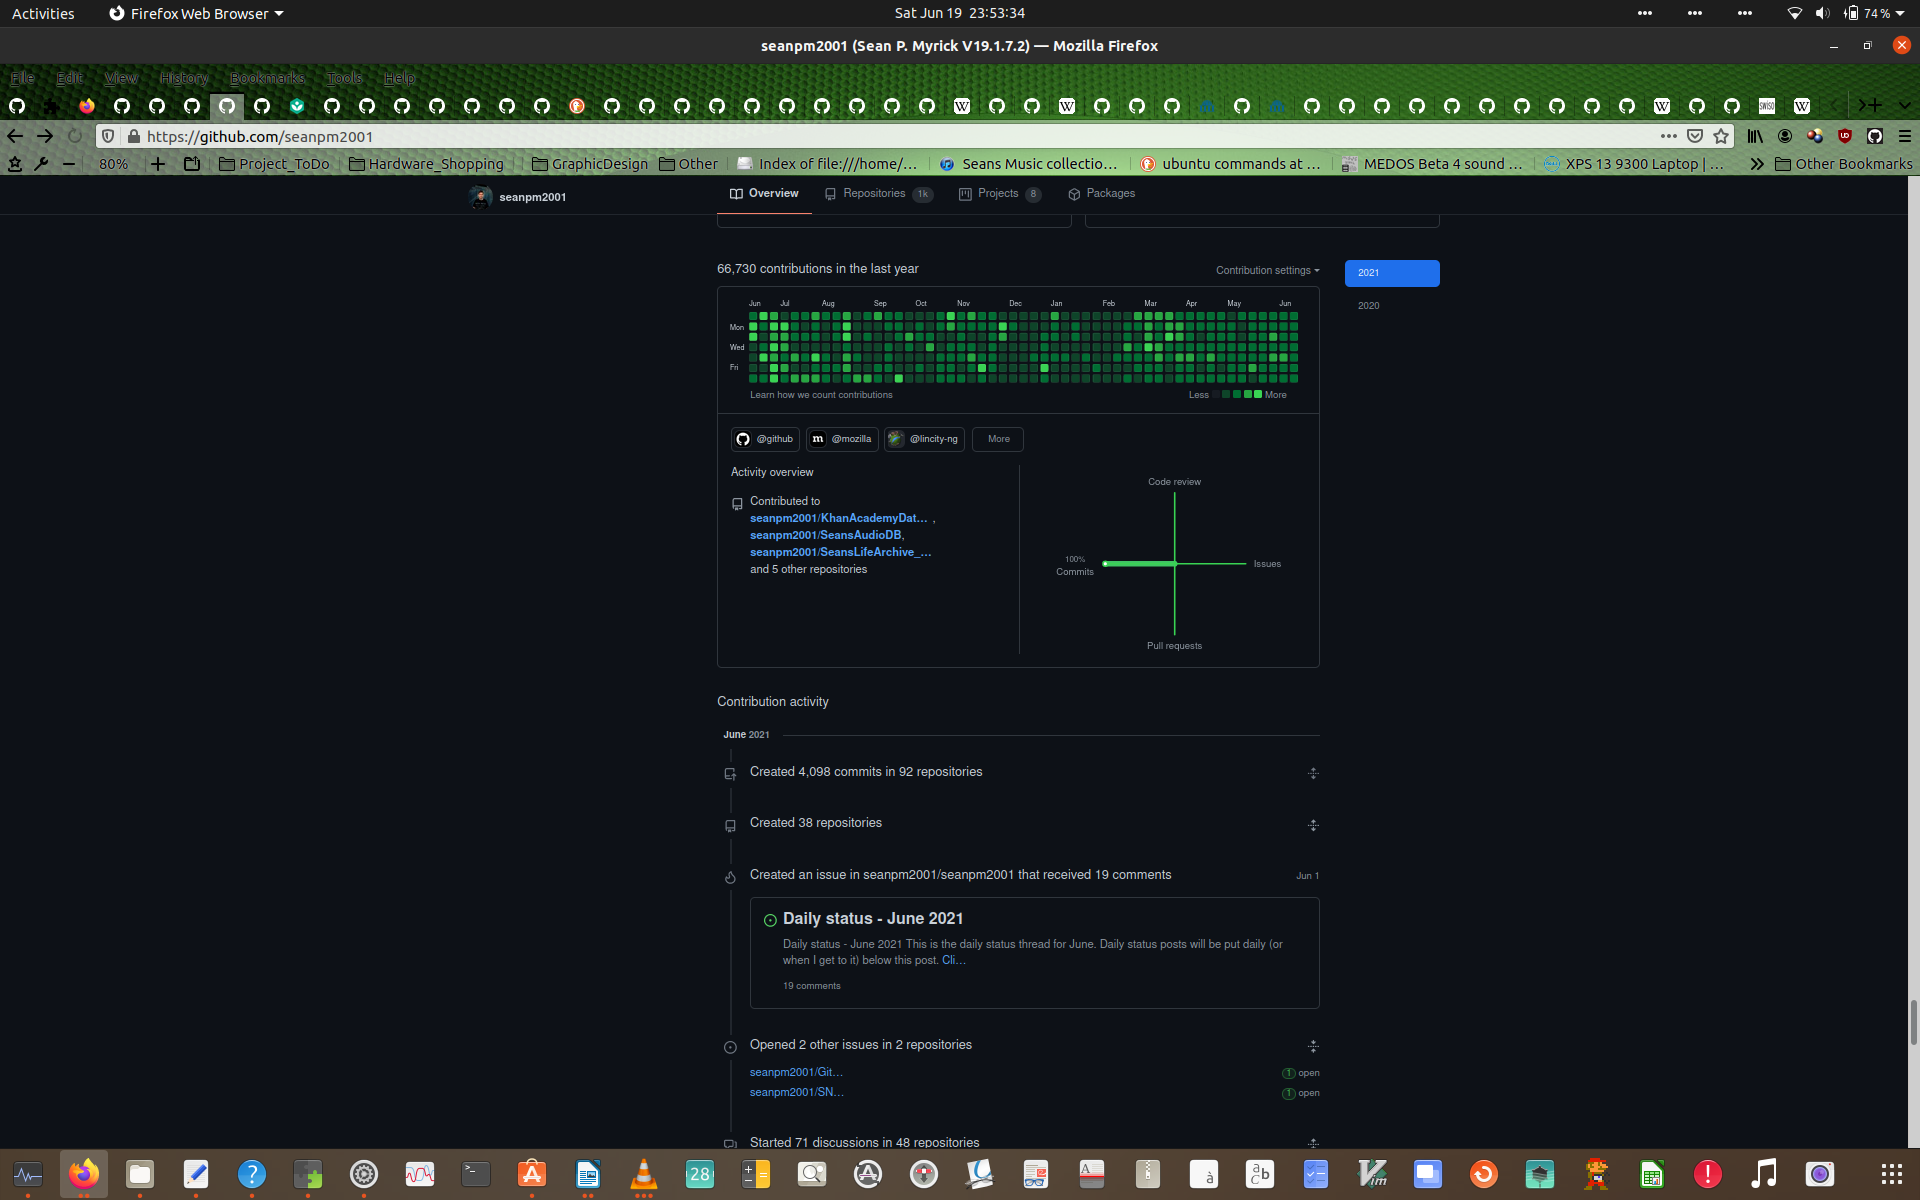 Activities
Firefox Web Browser
Sat Jun 19 23:53:34
74 %
seanpm2001 (Sean P. Myrick V19.1.7.2) — Mozilla Firefox
File Edit View History Bookmarks Tools Help
https://github.com/seanpm2001
80%
Project_ToDo
Hardware_Shopping
GraphicDesign
Other
Index of file:///home/…
Seans Music collectio…
ubuntu commands at …
MEDOS Beta 4 sound …
XPS 13 9300 Laptop | …
Other Bookmarks
seanpm2001
Overview
Repositories 1k
Projects 8
Packages
66,730 contributions in the last year
Contribution settings
2021
2020
Jun Jul Aug Sep Oct Nov Dec Jan Feb Mar Apr May Jun
Mon
Wed
Fri
Learn how we count contributions
Less More
@github
@mozilla
@lincity-ng
More
Activity overview
Contributed to
seanpm2001/KhanAcademyDat… ,
seanpm2001/SeansAudioDB,
seanpm2001/SeansLifeArchive_…
and 5 other repositories
Code review
100%
Commits
Issues
Pull requests
Contribution activity
June 2021
Created 4,098 commits in 92 repositories
Created 38 repositories
Created an issue in seanpm2001/seanpm2001 that received 19 comments
Jun 1
Daily status - June 2021
Daily status - June 2021 This is the daily status thread for June. Daily status posts will be put daily (or
when I get to it) below this post. Cli…
19 comments
Opened 2 other issues in 2 repositories
seanpm2001/Git…
1 open
seanpm2001/SN…
1 open
Started 71 discussions in 48 repositories
28